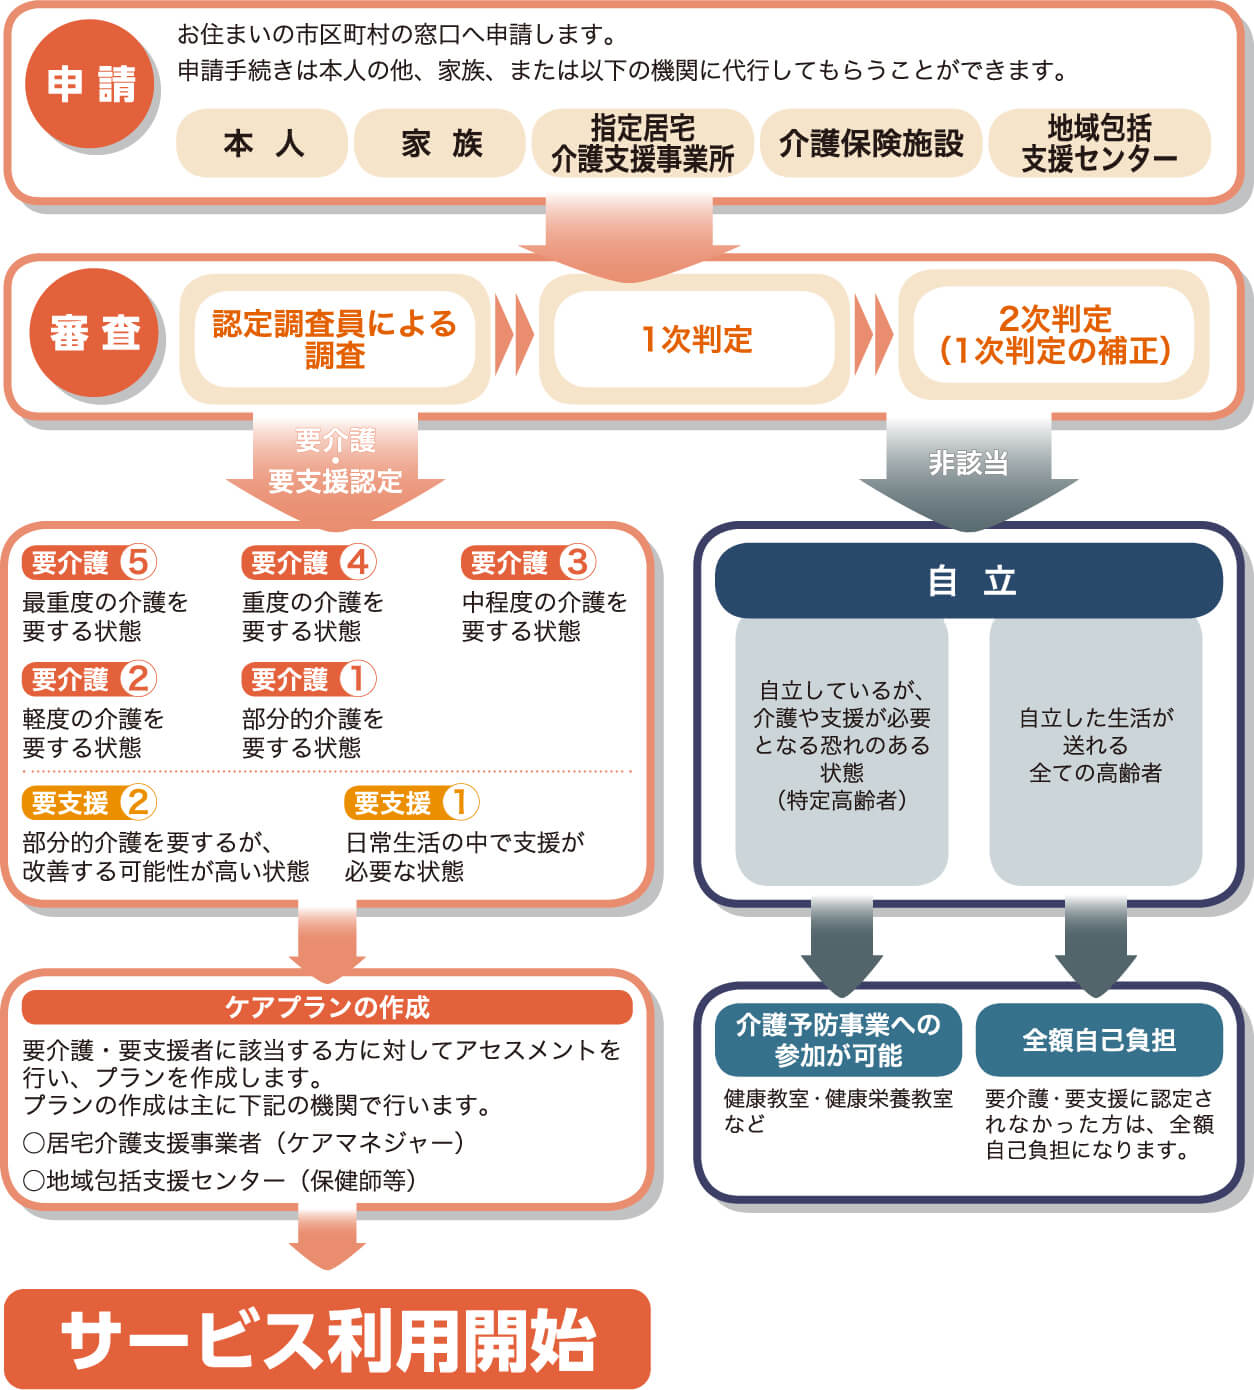 申請
お住まいの市区町村の窓口へ申請します。
申請手続きは本人の他、家族、または以下の機関に代行してもらうことができます。
本人
家族
指定居宅
介護支援事業所
介護保険施設
地域包括
支援センター
審査
認定調査員による
調査
1次判定
2次判定
（1次判定の補正）
要介護
・
要支援認定
非該当
要介護5
最重度の介護を
要する状態
要介護4
重度の介護を
要する状態
要介護3
中程度の介護を
要する状態
要介護2
軽度の介護を
要する状態
要介護1
部分的介護を
要する状態
要支援2
部分的介護を要するが、
改善する可能性が高い状態
要支援1
日常生活の中で支援が
必要な状態
自立
自立しているが、
介護や支援が必要
となる恐れのある
状態
（特定高齢者）
自立した生活が
送れる
全ての高齢者
ケアプランの作成
要介護・要支援者に該当する方に対してアセスメントを
行い、プランを作成します。
プランの作成は主に下記の機関で行います。
○居宅介護支援事業者（ケアマネジャー）
○地域包括支援センター（保健師等）
介護予防事業への
参加が可能
健康教室・健康栄養教室
など
全額自己負担
要介護・要支援に認定さ
れなかった方は、全額
自己負担になります。
サービス利用開始